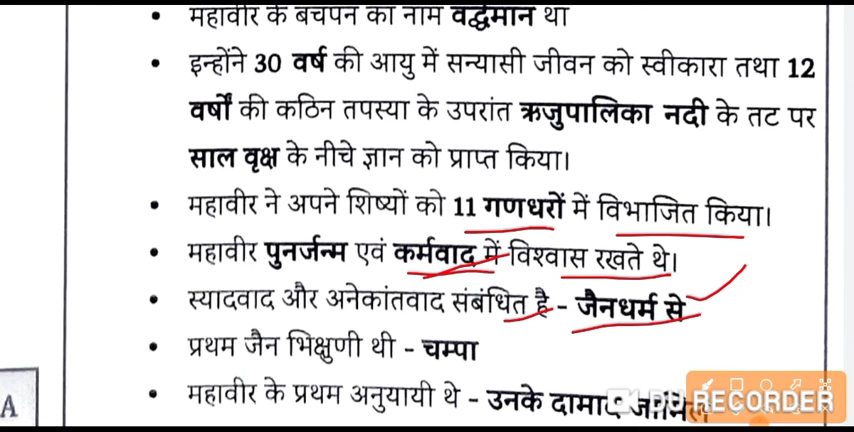 महावीर के बचपन का नाम वर्द्धमान था
इन्होंने 30 वर्ष की आयु में सन्यासी जीवन को स्वीकारा तथा 12
वर्षों की कठिन तपस्या के उपरांत ऋजुपालिका नदी के तट पर
साल वृक्ष के नीचे ज्ञान को प्राप्त किया।
महावीर ने अपने शिष्यों को 11 गणधरों में विभाजित किया।
महावीर पुनर्जन्म एवं कर्मवाद में विश्वास रखते थे।
स्यादवाद और अनेकांतवाद संबंधित है - जैनधर्म से
प्रथम जैन भिक्षुणी थी - चम्पा
महावीर के प्रथम अनुयायी थे - उनके दामाद जामिल
A
DU RECORDER